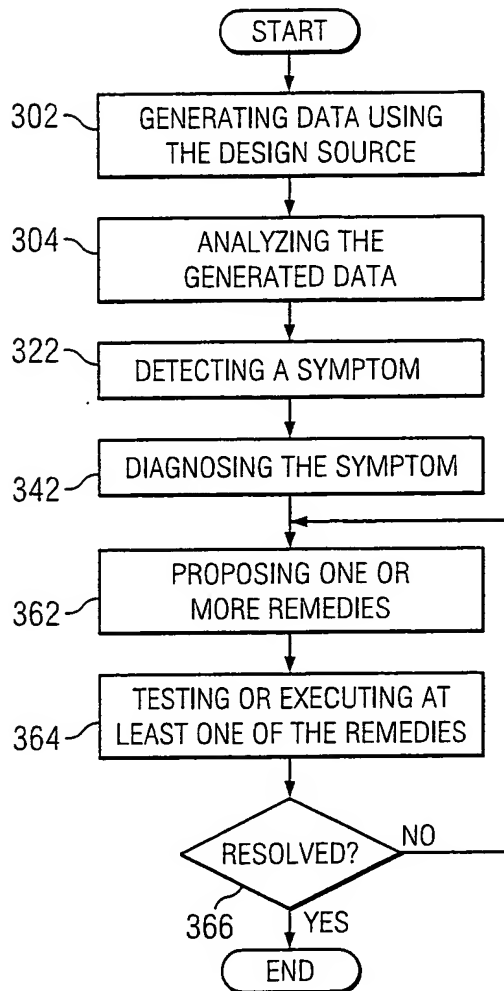 START
302
GENERATING DATA USING
THE DESIGN SOURCE
304
ANALYZING THE
GENERATED DATA
322
DETECTING A SYMPTOM
342
DIAGNOSING THE SYMPTOM
362
PROPOSING ONE OR
MORE REMEDIES
364
TESTING OR EXECUTING AT
LEAST ONE OF THE REMEDIES
RESOLVED?
NO
366
YES
END